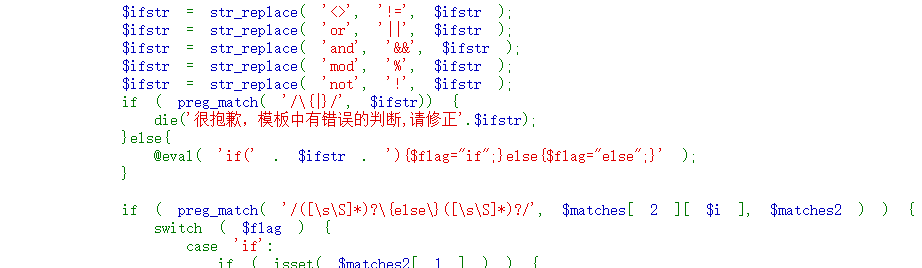 $ifstr = str_replace( '<>', '!=', $ifstr );
$ifstr = str_replace( 'or', '||', $ifstr );
$ifstr = str_replace( 'and', '&&', $ifstr );
$ifstr = str_replace( 'mod', '%', $ifstr );
$ifstr = str_replace( 'not', '!', $ifstr );
if ( preg_match( '/\{|}/', $ifstr)) {
die('很抱歉，模板中有错误的判断,请修正'.$ifstr);
}else{
@eval( 'if(' . $ifstr . '){$flag="if";}else{$flag="else";}' );
}
if ( preg_match( '/([\s\S]*)?\{else\}([\s\S]*)?/', $matches[ 2 ][ $i ], $matches2 ) ) {
switch ( $flag ) {
case 'if':
if ( isset( $matches2[ 1 ] ) ) {